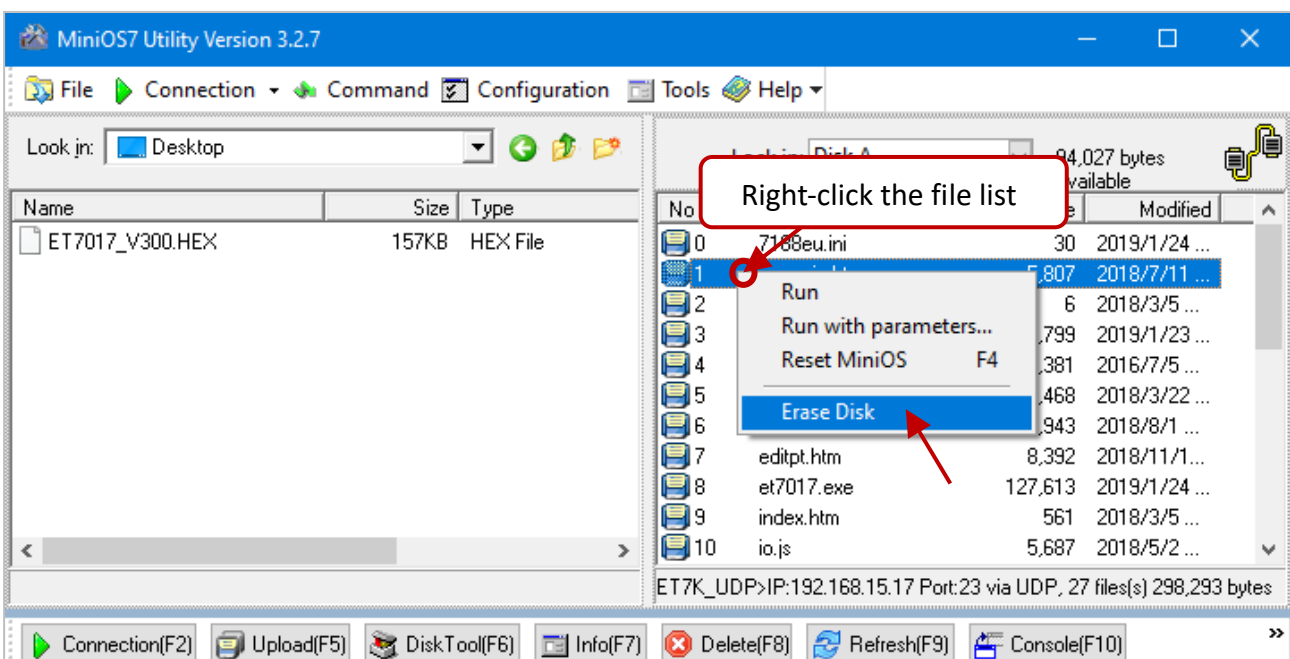 MiniOS7 Utility Version 3.2.7
File Connection Command Configuration Tools Help
Look in: Desktop
94,027 bytes
Right-click the file list
Name Size Type
No Modified
ET7017_V300.HEX 157KB HEX File
0 7188eu.ini 30 2019/1/24 ...
1 5,807 2018/7/11 ...
2 6 2018/3/5 ...
3 ,799 2019/1/23 ...
4 ,381 2016/7/5 ...
5 ,468 2018/3/22 ...
6 ,943 2018/8/1 ...
Run
Run with parameters...
Reset MiniOS F4
Erase Disk
7 editpt.htm 8,392 2018/11/1...
8 et7017.exe 127,613 2019/1/24 ...
9 index.htm 561 2018/3/5 ...
10 io.js 5,687 2018/5/2 ...
ET7K_UDP>IP:192.168.15.17 Port:23 via UDP, 27 files(s) 298,293 bytes
Connection(F2) Upload(F5) DiskTool(F6) Info(F7) Delete(F8) Refresh(F9) Console(F10) »